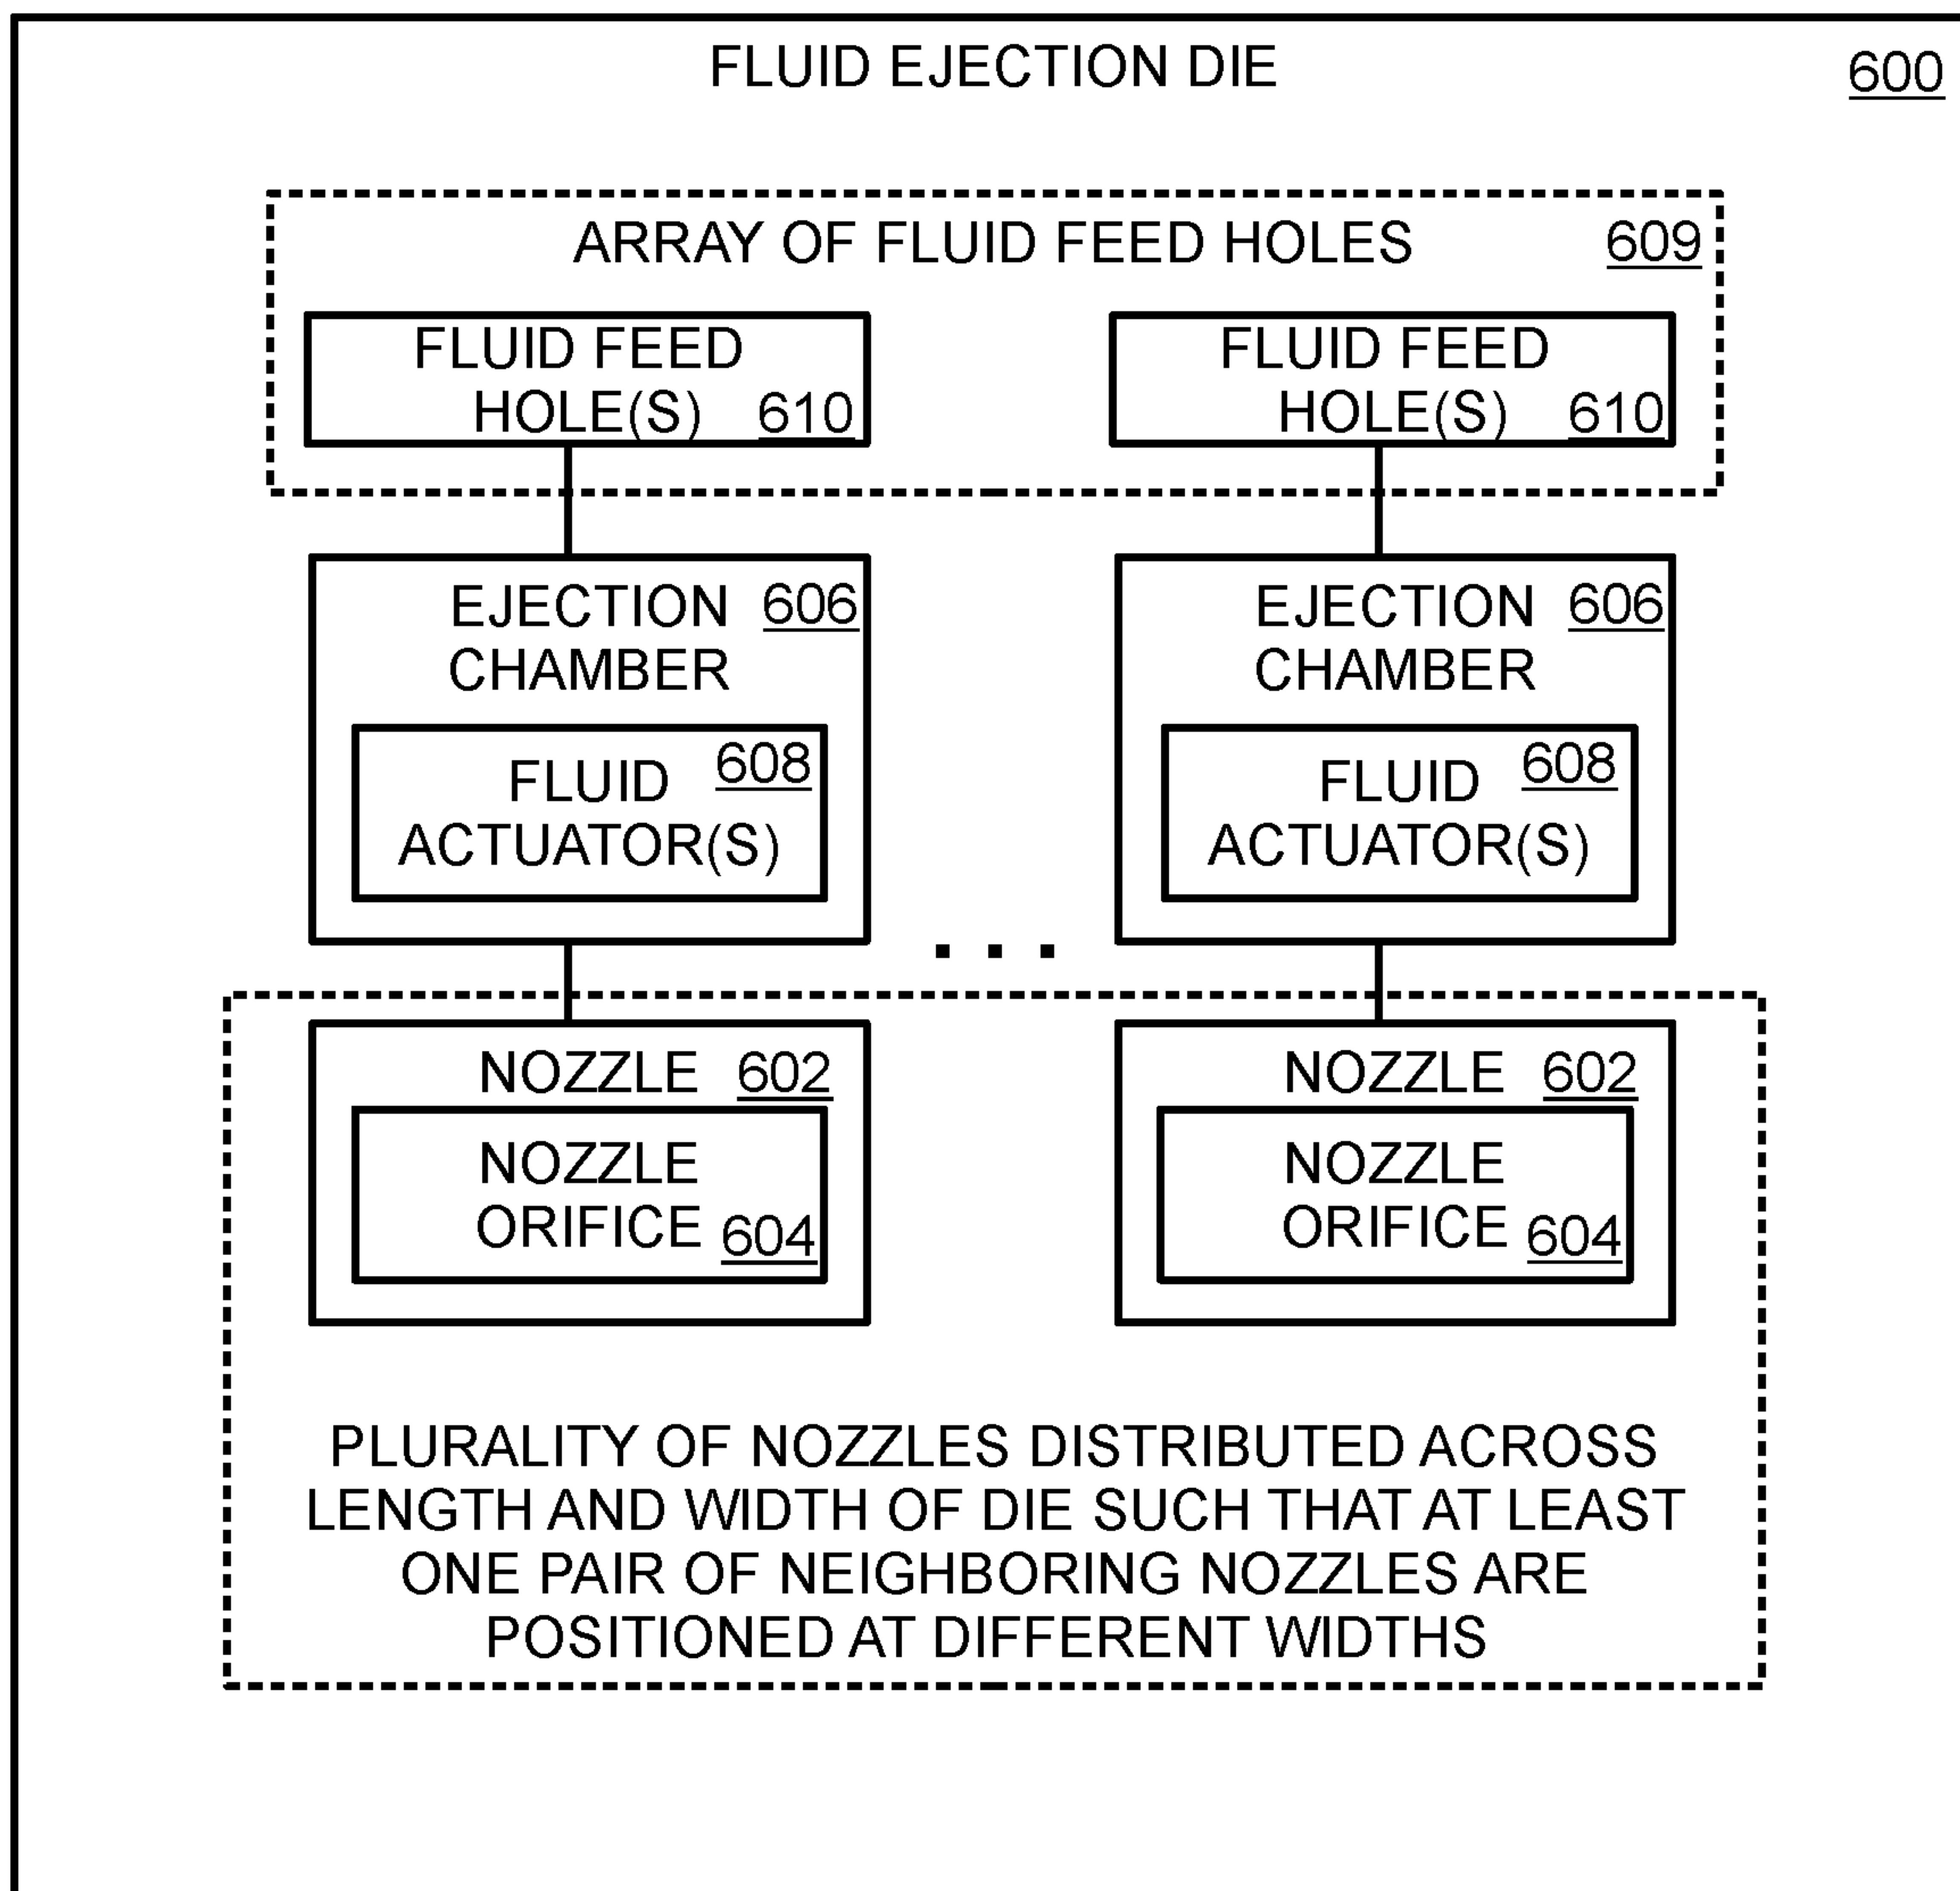 FLUID EJECTION DIE
600
ARRAY OF FLUID FEED HOLES 609
FLUID FEED
HOLE(S) 610
FLUID FEED
HOLE(S) 610
EJECTION 606
CHAMBER
FLUID 608
ACTUATOR(S)
EJECTION 606
CHAMBER
FLUID 608
ACTUATOR(S)
. . .
NOZZLE 602
NOZZLE
ORIFICE 604
NOZZLE 602
NOZZLE
ORIFICE 604
PLURALITY OF NOZZLES DISTRIBUTED ACROSS
LENGTH AND WIDTH OF DIE SUCH THAT AT LEAST
ONE PAIR OF NEIGHBORING NOZZLES ARE
POSITIONED AT DIFFERENT WIDTHS